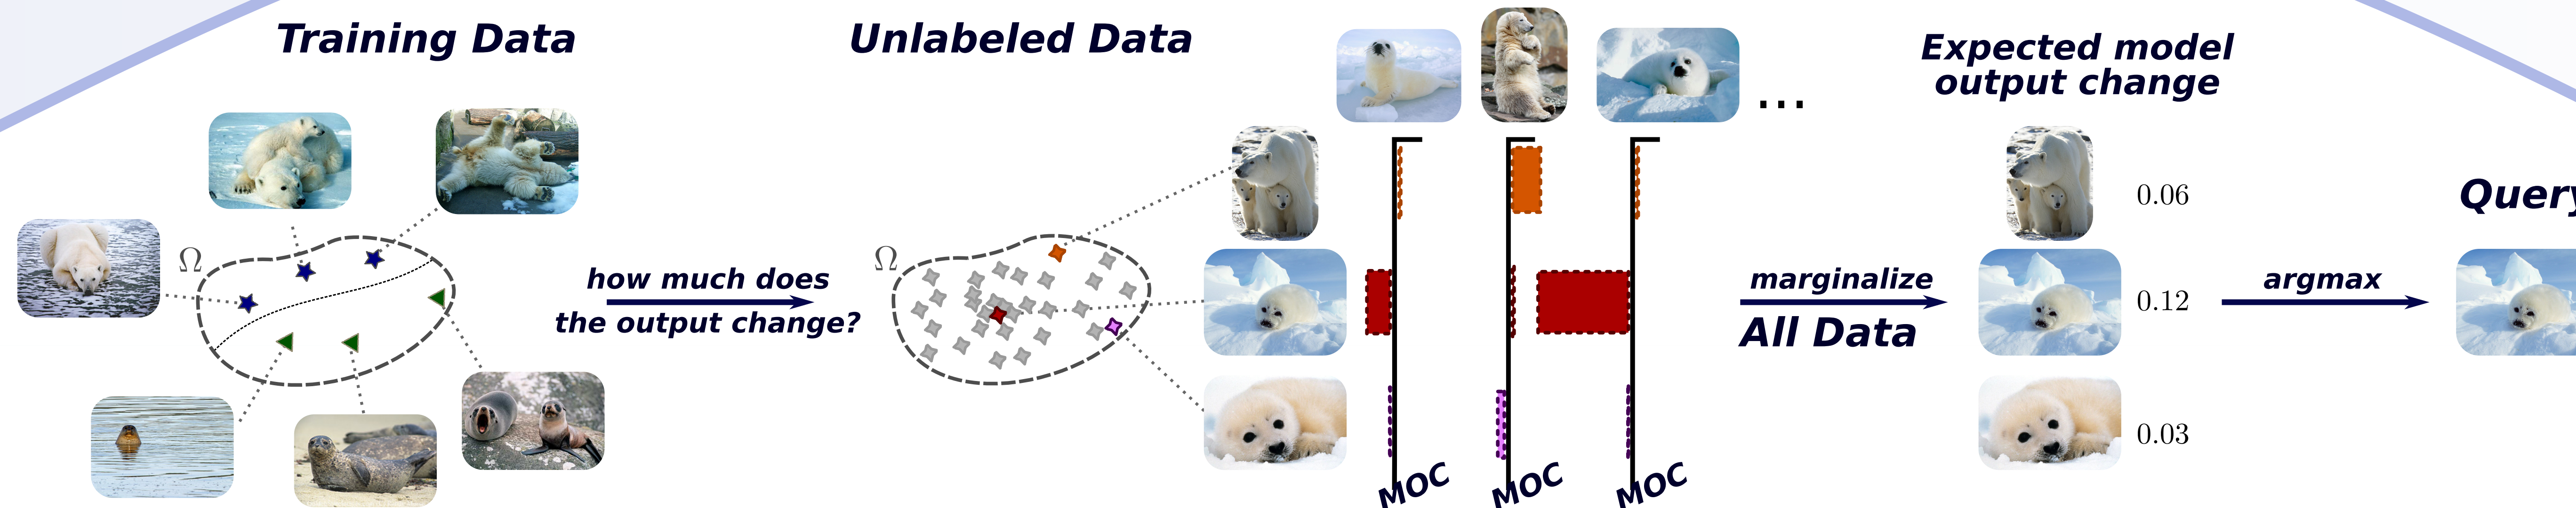 Training Data
Ω
how much does
the output change?
Unlabeled Data
Ω
...
MOC
MOC
MOC
marginalize
All Data
Expected model
output change
0.06
0.12
0.03
argmax
Query